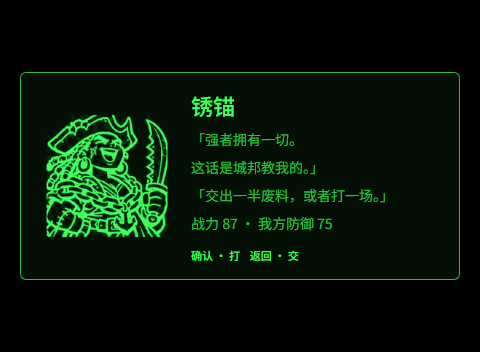 锈锚
「强者拥有一切。
这话是城邦教我的。」
「交出一半废料，或者打一场。」
战力 87 · 我方防御 75
确认 · 打 返回 · 交